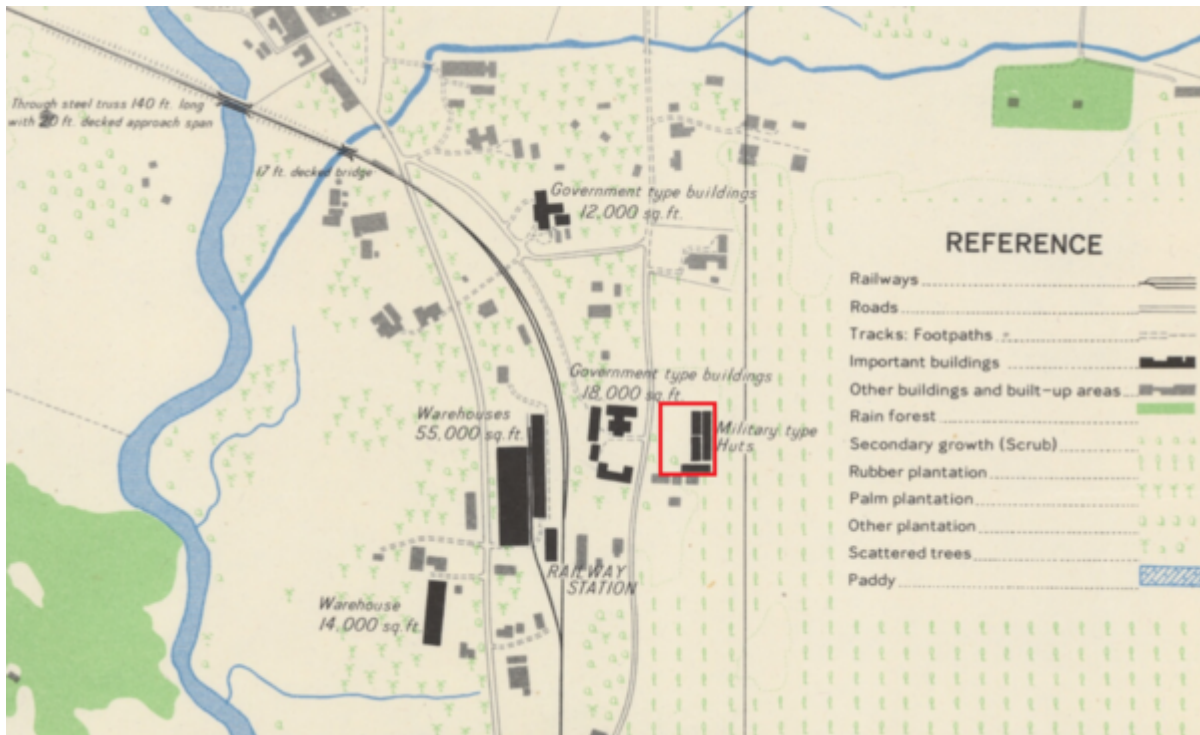 Through steel truss 140 ft. long
with 20 ft. decked approach span
17 ft. decked bridge
Government type buildings
12,000 sq.ft.
REFERENCE
Railways
Roads
Tracks: Footpaths
Important buildings
Other buildings and built-up areas
Rain forest
Secondary growth (Scrub)
Rubber plantation
Palm plantation
Other plantation
Scattered trees
Paddy
Government type buildings
18,000 sq.ft.
Warehouses
55,000 sq.ft.
Military type
Huts
RAILWAY
STATION
Warehouse
14,000 sq.ft.